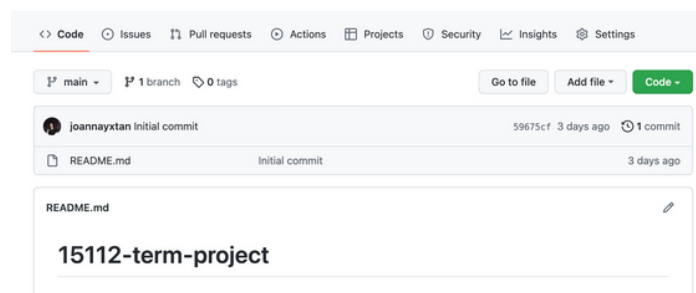 <> Code Issues Pull requests Actions Projects Security Insights Settings
main 1 branch 0 tags Go to file Add file Code
joannayxtan Initial commit 59675cf 3 days ago 1 commit
README.md Initial commit 3 days ago
README.md
15112-term-project